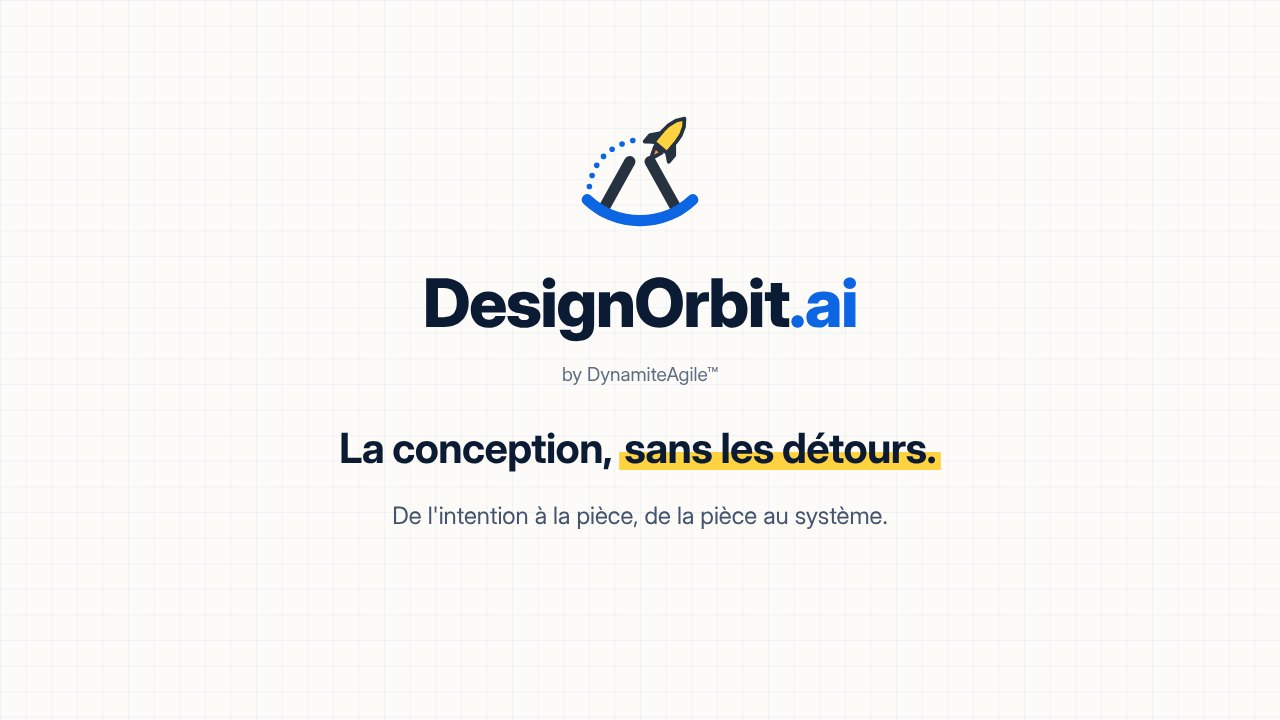 DesignOrbit.ai
by DynamiteAgile™
La conception, sans les détours.
De l'intention à la pièce, de la pièce au système.